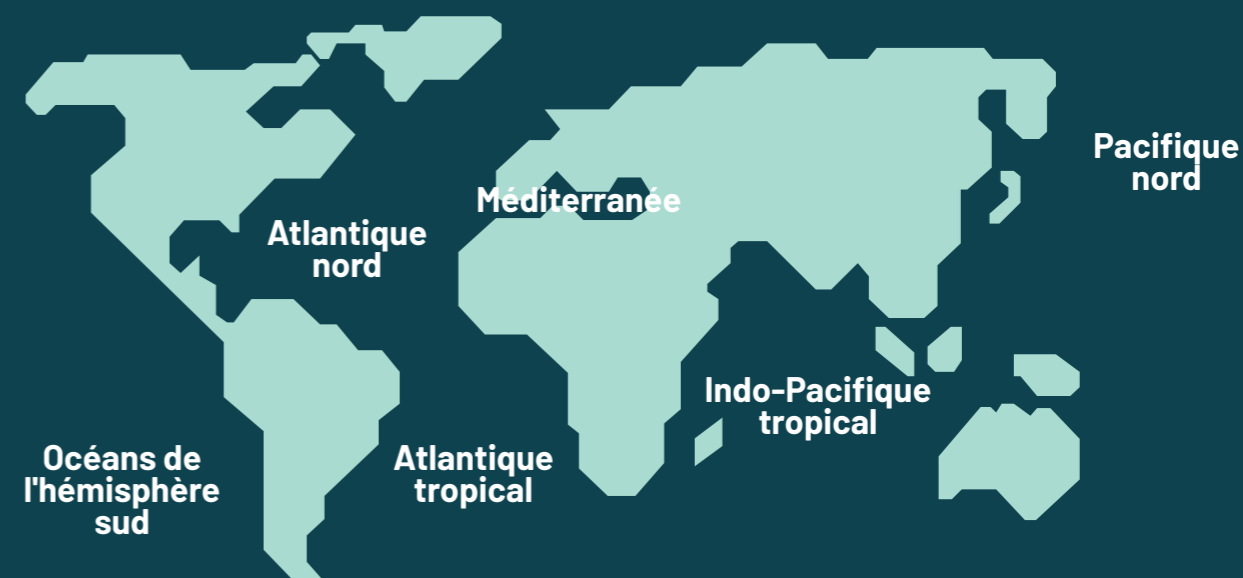 Pacifique
nord
Méditerranée
Atlantique
nord
Indo-Pacifique
tropical
Océans de
l'hémisphère
sud
Atlantique
tropical